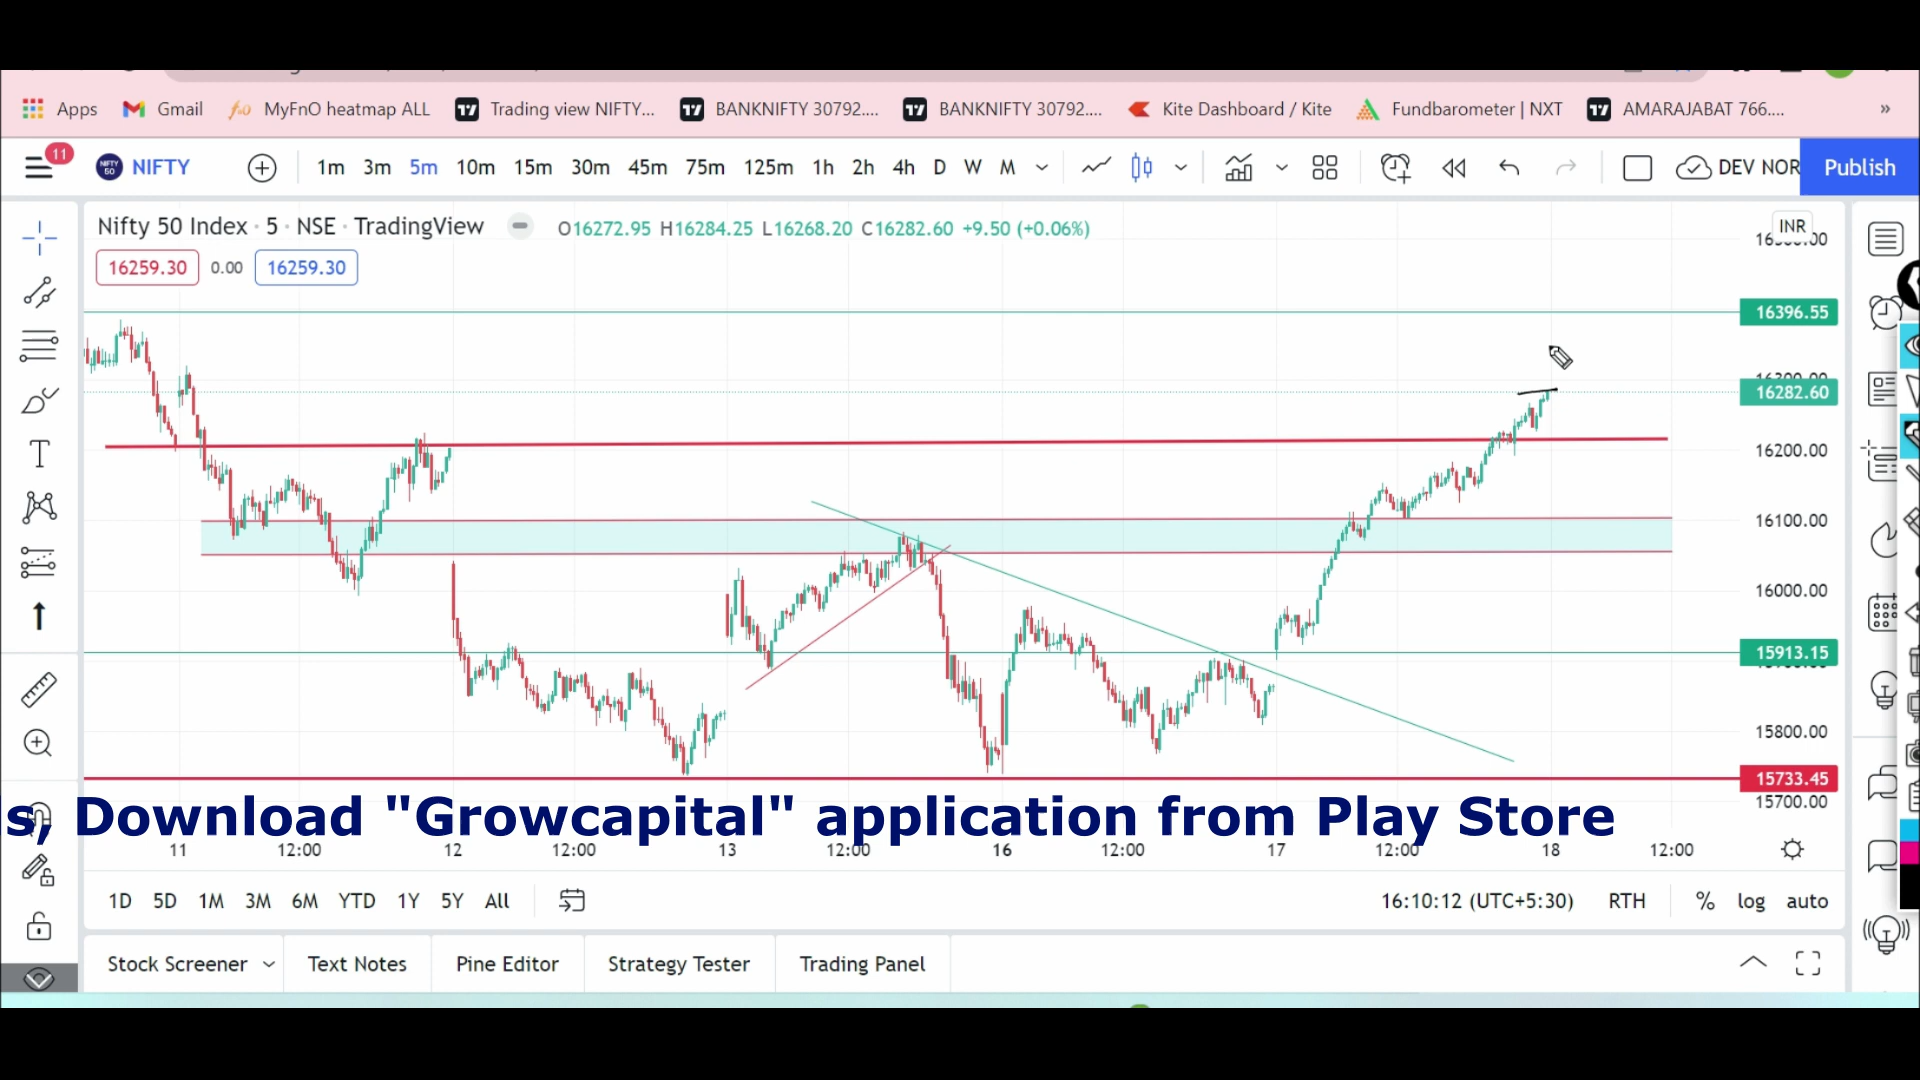 Apps Gmail MyFnO heatmap ALL Trading view NIFTY... BANKNIFTY 30792.... BANKNIFTY 30792.... Kite Dashboard / Kite Fundbarometer | NXT AMARAJABAT 766.... »
11 NIFTY 50 NIFTY 1m 3m 5m 10m 15m 30m 45m 75m 125m 1h 2h 4h D W M DEV NOR Publish
Nifty 50 Index · 5 · NSE · TradingView O16272.95 H16284.25 L16268.20 C16282.60 +9.50 (+0.06%)
INR
16259.30 0.00 16259.30
16396.55
16282.60
16200.00
16100.00
16000.00
15913.15
15800.00
15733.45
15700.00
s, Download "Growcapital" application from Play Store
11 12:00 12 12:00 13 12:00 16 12:00 17 12:00 18 12:00
1D 5D 1M 3M 6M YTD 1Y 5Y All 16:10:12 (UTC+5:30) RTH % log auto
Stock Screener Text Notes Pine Editor Strategy Tester Trading Panel